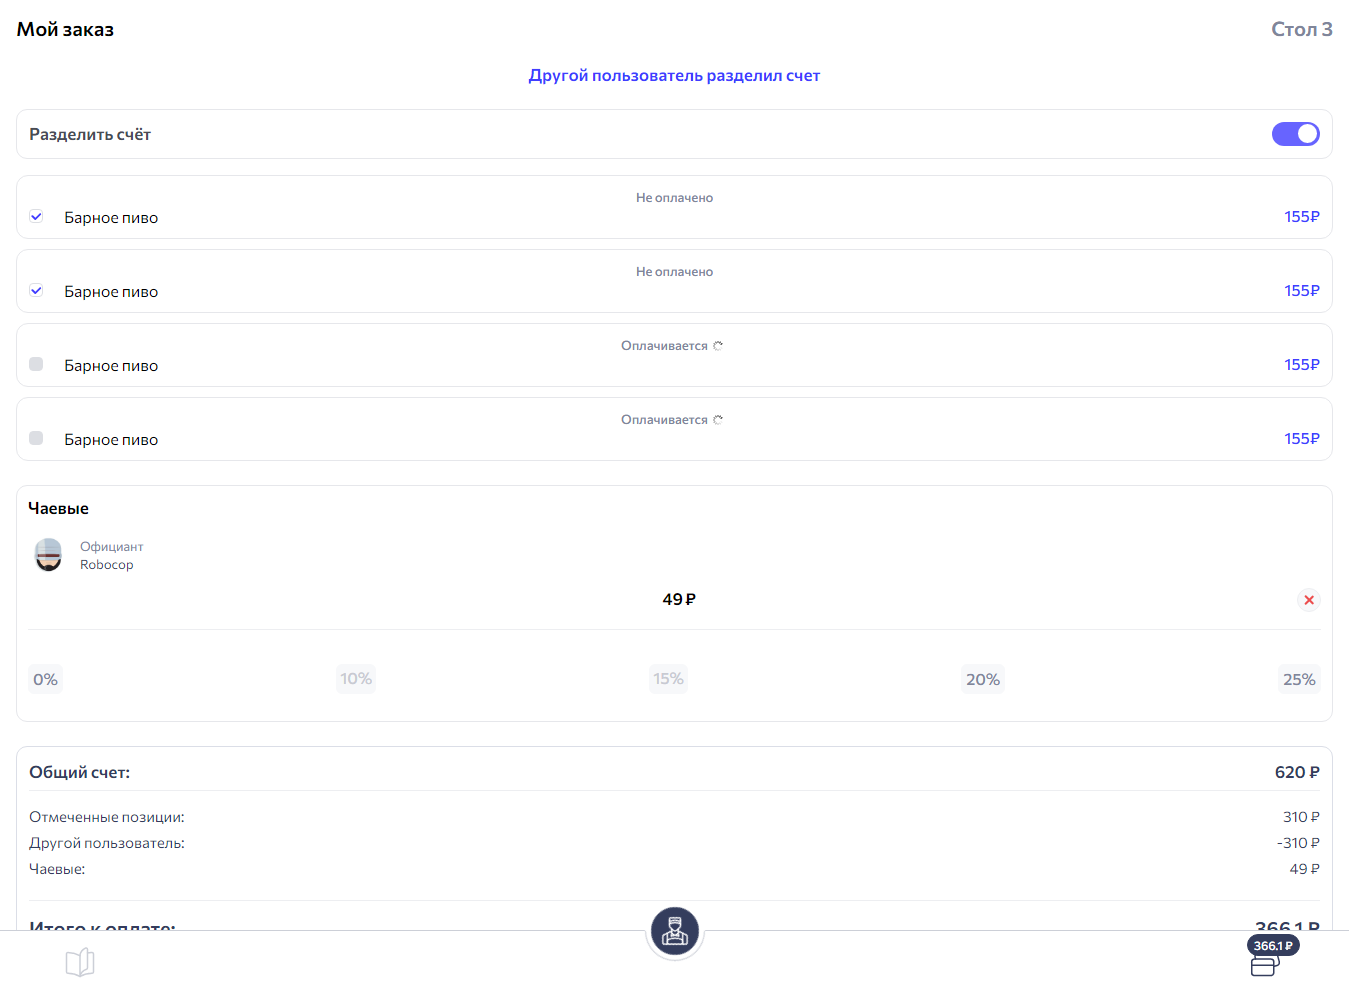 Мой заказ
Стол 3
Другой пользователь разделил счет
Разделить счёт
Не оплачено
Барное пиво
155₽
Не оплачено
Барное пиво
155₽
Оплачивается
Барное пиво
155₽
Оплачивается
Барное пиво
155₽
Чаевые
Официант
Robocop
49 ₽
0%
10%
15%
20%
25%
Общий счет:
620 ₽
Отмеченные позиции:
310 ₽
Другой пользователь:
-310 ₽
Чаевые:
49 ₽
Итого к оплате:
366.1 ₽
366.1 ₽